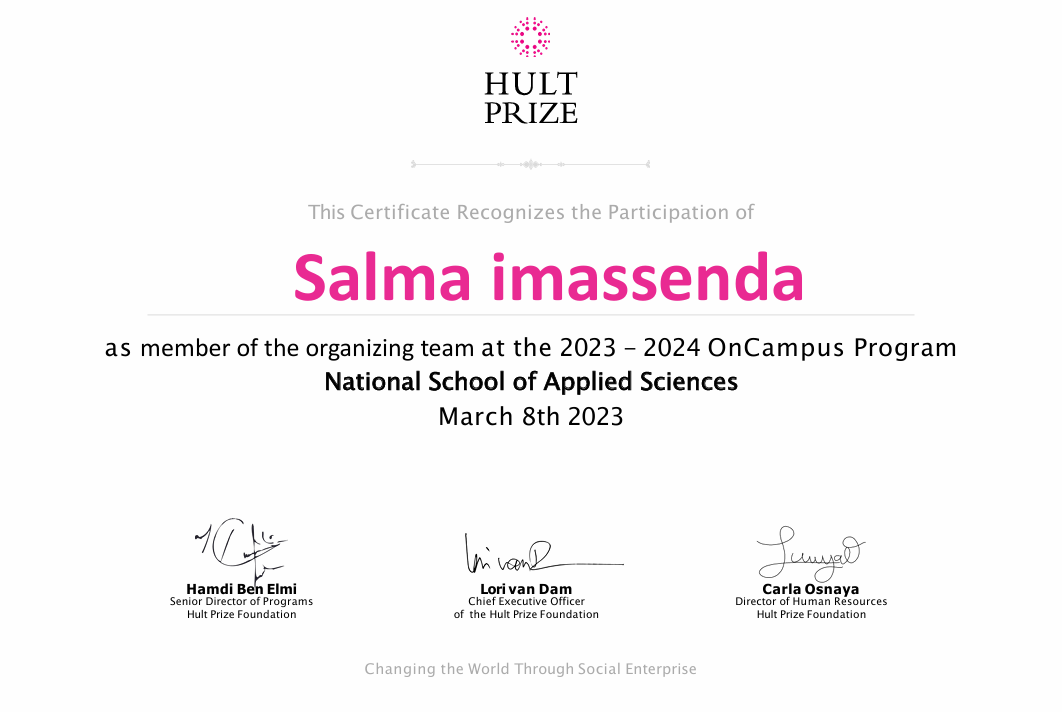 HULT
PRIZE
This Certificate Recognizes the Participation of
Salma imassenda
as member of the organizing team at the 2023 – 2024 OnCampus Program
National School of Applied Sciences
March 8th 2023
Hamdi Ben Elmi
Senior Director of Programs
Hult Prize Foundation
Lori van Dam
Chief Executive Officer
of the Hult Prize Foundation
Carla Osnaya
Director of Human Resources
Hult Prize Foundation
Changing the World Through Social Enterprise